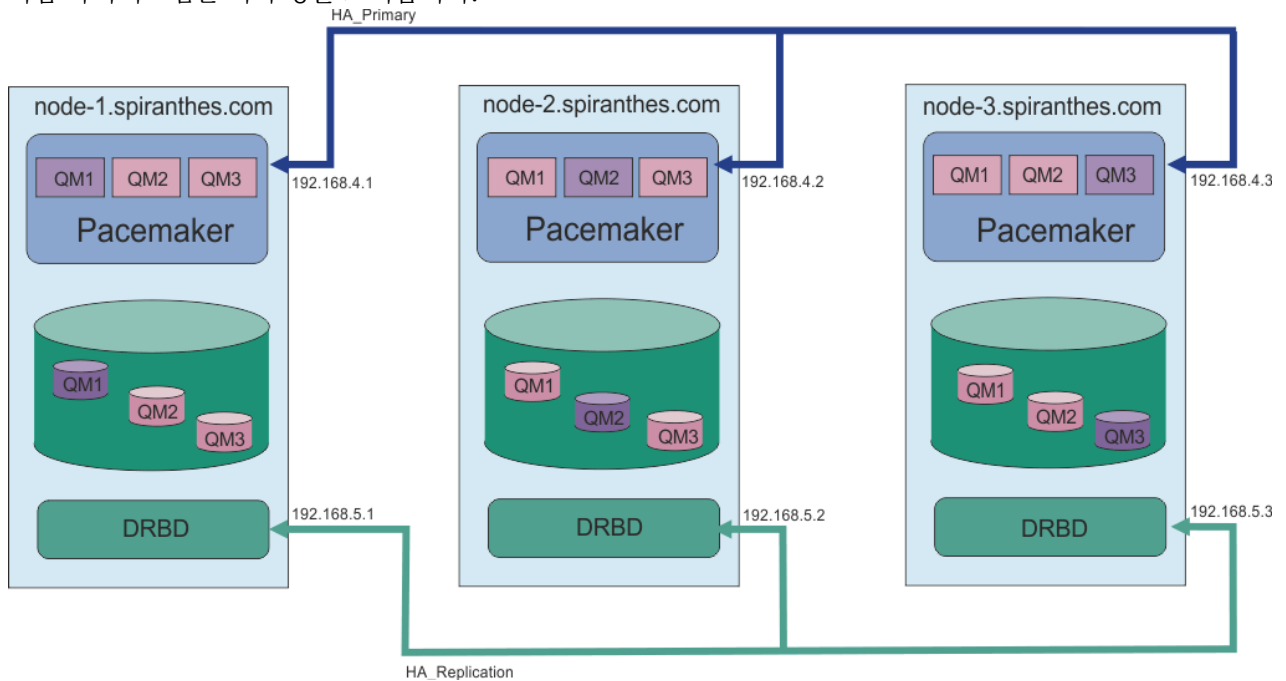 HA_Primary
node-1.spiranthes.com
node-2.spiranthes.com
node-3.spiranthes.com
QM1 QM2 QM3
QM1 QM2 QM3
QM1 QM2 QM3
192.168.4.1
192.168.4.2
192.168.4.3
Pacemaker
Pacemaker
Pacemaker
QM1
QM2
QM3
QM1
QM2
QM3
QM1
QM2
QM3
DRBD
DRBD
DRBD
192.168.5.1
192.168.5.2
192.168.5.3
HA_Replication